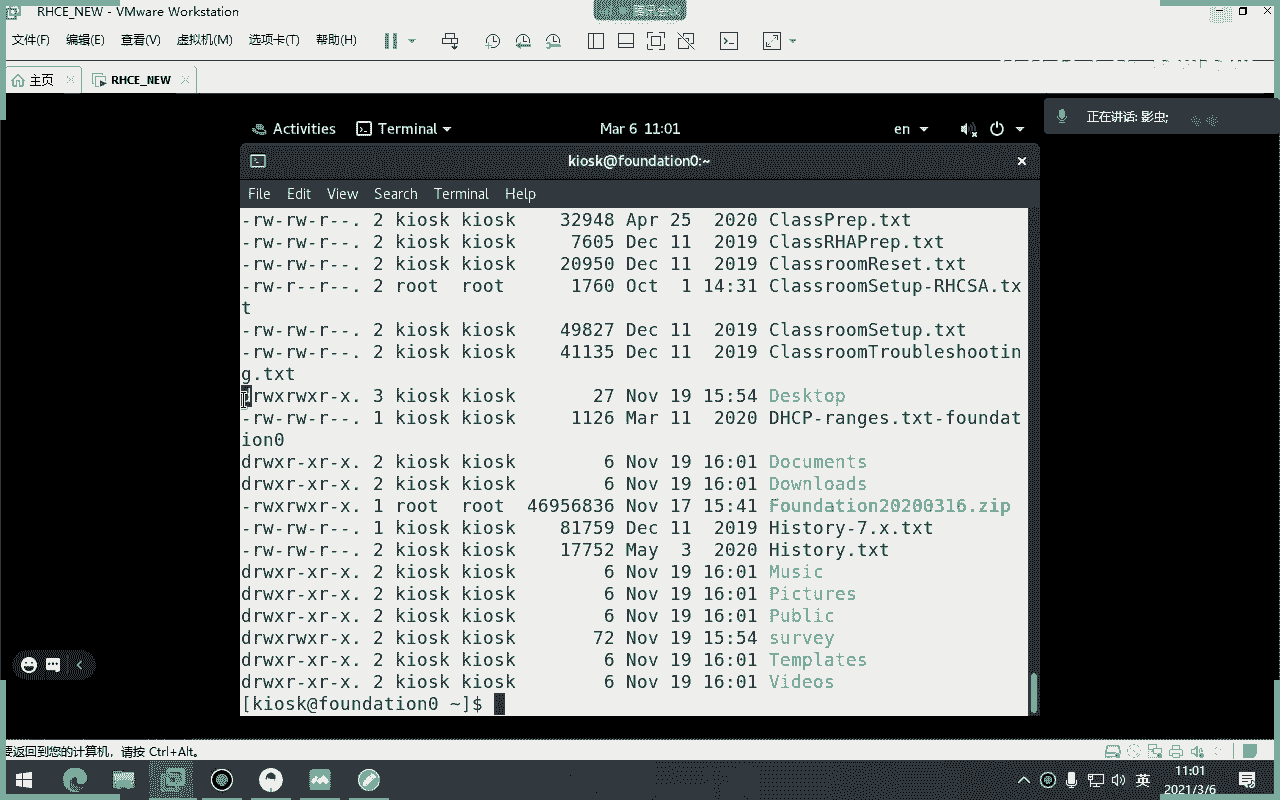 RHCE_NEW - VMware Workstation
文件(F) 编辑(E) 查看(V) 虚拟机(M) 选项卡(T) 帮助(H)
主页 RHCE_NEW
正在讲话: 影虫;
Activities Terminal Mar 6 11:01 en
kiosk@foundation0:~
File Edit View Search Terminal Help
-rw-rw-r--. 2 kiosk kiosk 32948 Apr 25 2020 ClassPrep.txt
-rw-rw-r--. 2 kiosk kiosk 7605 Dec 11 2019 ClassRHAPrep.txt
-rw-rw-r--. 2 kiosk kiosk 20950 Dec 11 2019 ClassroomReset.txt
-rw-r--r--. 2 root root 1760 Oct 1 14:31 ClassroomSetup-RHCSA.tx
t
-rw-rw-r--. 2 kiosk kiosk 49827 Dec 11 2019 ClassroomSetup.txt
-rw-rw-r--. 2 kiosk kiosk 41135 Dec 11 2019 ClassroomTroubleshootin
g.txt
drwxrwxr-x. 3 kiosk kiosk 27 Nov 19 15:54 Desktop
-rw-rw-r--. 1 kiosk kiosk 1126 Mar 11 2020 DHCP-ranges.txt-foundat
ion0
drwxr-xr-x. 2 kiosk kiosk 6 Nov 19 16:01 Documents
drwxr-xr-x. 2 kiosk kiosk 6 Nov 19 16:01 Downloads
-rwxrwxrwx. 1 root root 46956836 Nov 17 15:41 Foundation20200316.zip
-rw-rw-r--. 1 kiosk kiosk 81759 Dec 11 2019 History-7.x.txt
-rw-rw-r--. 2 kiosk kiosk 17752 May 3 2020 History.txt
drwxr-xr-x. 2 kiosk kiosk 6 Nov 19 16:01 Music
drwxr-xr-x. 2 kiosk kiosk 6 Nov 19 16:01 Pictures
drwxr-xr-x. 2 kiosk kiosk 6 Nov 19 16:01 Public
drwxrwxr-x. 2 kiosk kiosk 72 Nov 19 15:54 survey
drwxr-xr-x. 2 kiosk kiosk 6 Nov 19 16:01 Templates
drwxr-xr-x. 2 kiosk kiosk 6 Nov 19 16:01 Videos
[kiosk@foundation0 ~]$
要返回到您的计算机，请按 Ctrl+Alt。
英
11:01
2021/3/6